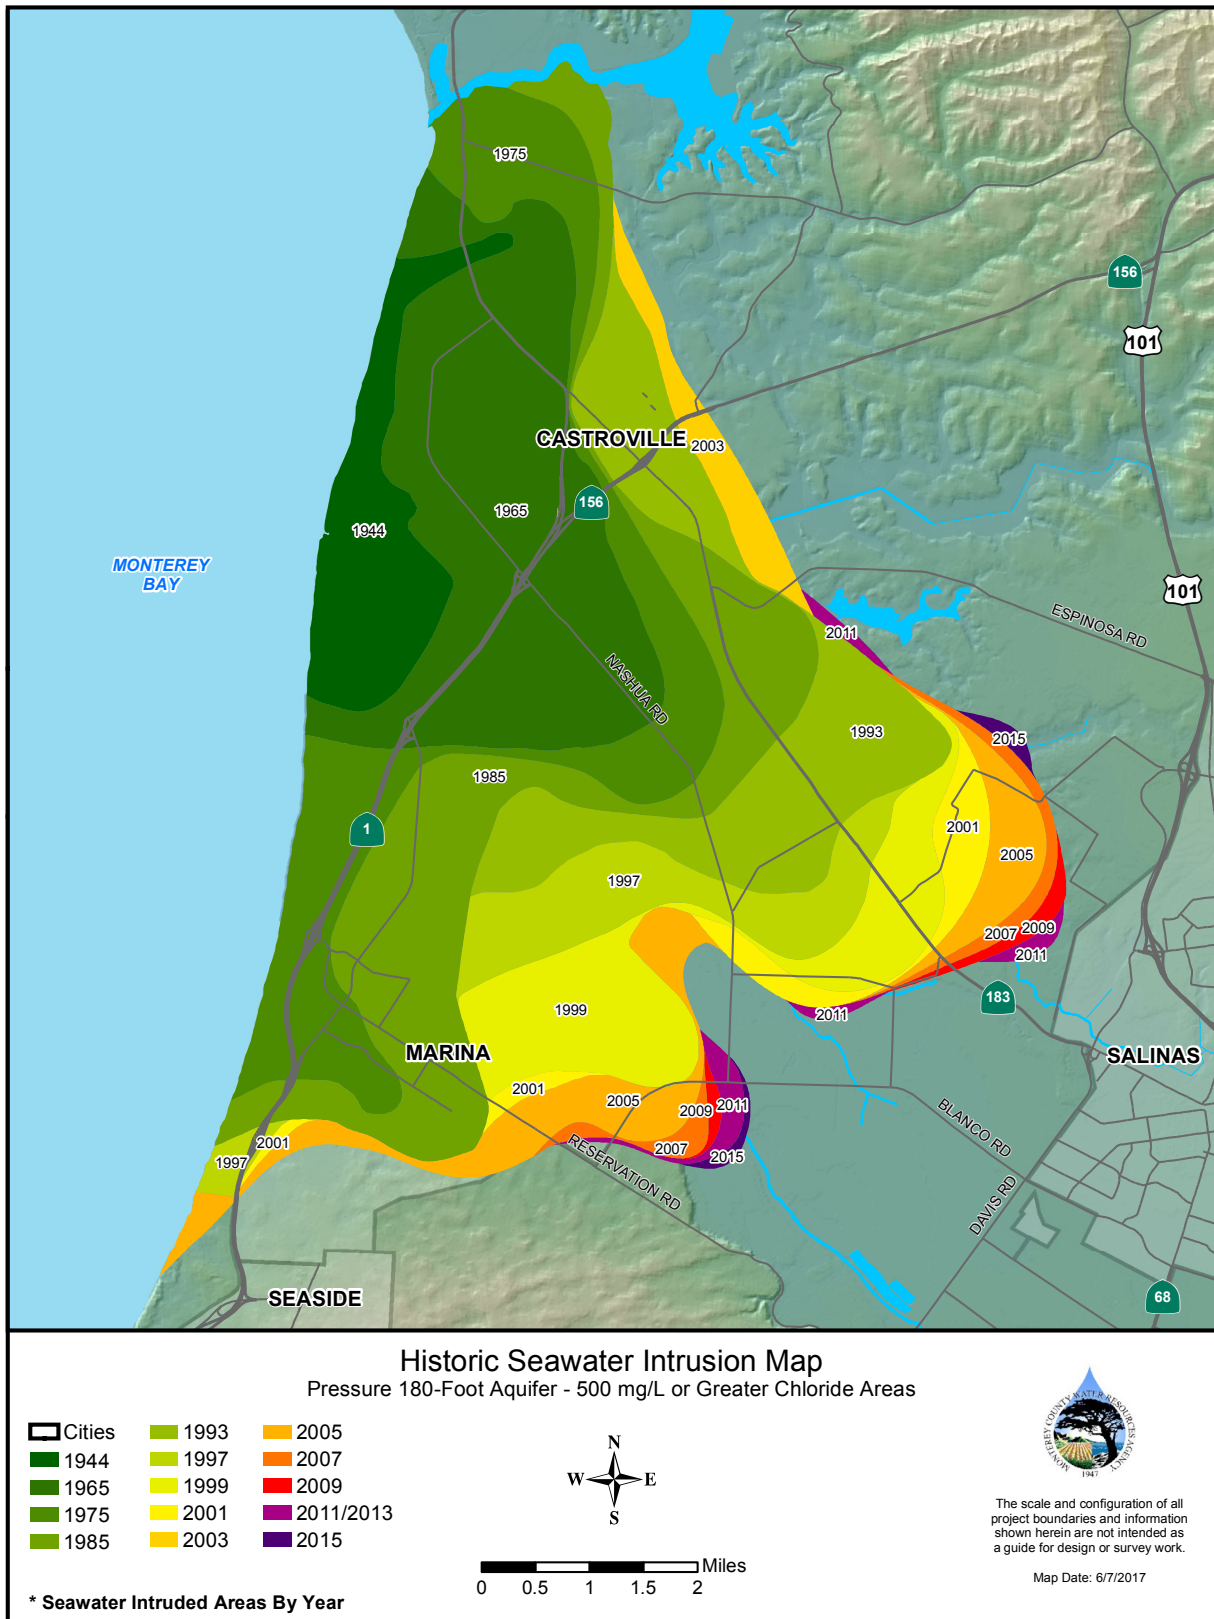 1975
156
101
CASTROVILLE
2003
156
1965
1944
MONTEREY
BAY
101
ESPINOSA RD
2011
NASHUA RD
1993
2015
1985
1
2001
2005
1997
2009
2007
2011
183
1999
2011
MARINA
SALINAS
2001
2005
2009
2011
BLANCO RD
2001
RESERVATION RD
2007
2015
1997
DAVIS RD
SEASIDE
68
Historic Seawater Intrusion Map
Pressure 180-Foot Aquifer - 500 mg/L or Greater Chloride Areas
Cities
1944
1965
1975
1985
1993
1997
1999
2001
2003
2005
2007
2009
2011/2013
2015
N
W E
S
Miles
0 0.5 1 1.5 2
* Seawater Intruded Areas By Year
MONTEREY COUNTY WATER RESOURCES AGENCY
1947
The scale and configuration of all
project boundaries and information
shown herein are not intended as
a guide for design or survey work.
Map Date: 6/7/2017